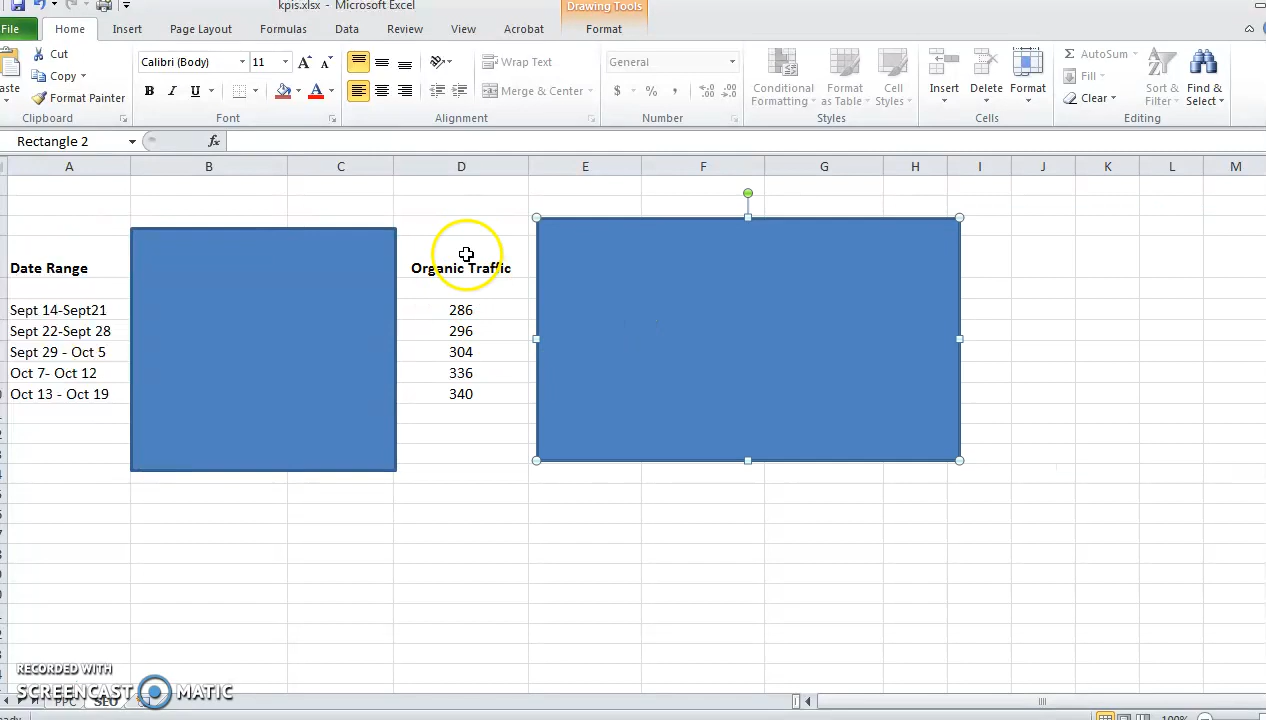 kpis.xlsx - Microsoft Excel
Drawing Tools
File Home Insert Page Layout Formulas Data Review View Acrobat Format
Cut
Copy
Format Painter
Clipboard
Calibri (Body) 11
B I U A
Font
Wrap Text
Merge & Center
Alignment
General
$ % ,
Number
Conditional Formatting
Format as Table
Cell Styles
Styles
Insert Delete Format
Cells
AutoSum
Fill
Clear
Sort & Filter
Find & Select
Editing
Rectangle 2 fx
A B C D E F G H I J K L M
Date Range Organic Traffic
Sept 14-Sept21 286
Sept 22-Sept 28 296
Sept 29 - Oct 5 304
Oct 7- Oct 12 336
Oct 13 - Oct 19 340
RECORDED WITH
SCREENCAST MATIC
PPC SEO
100%